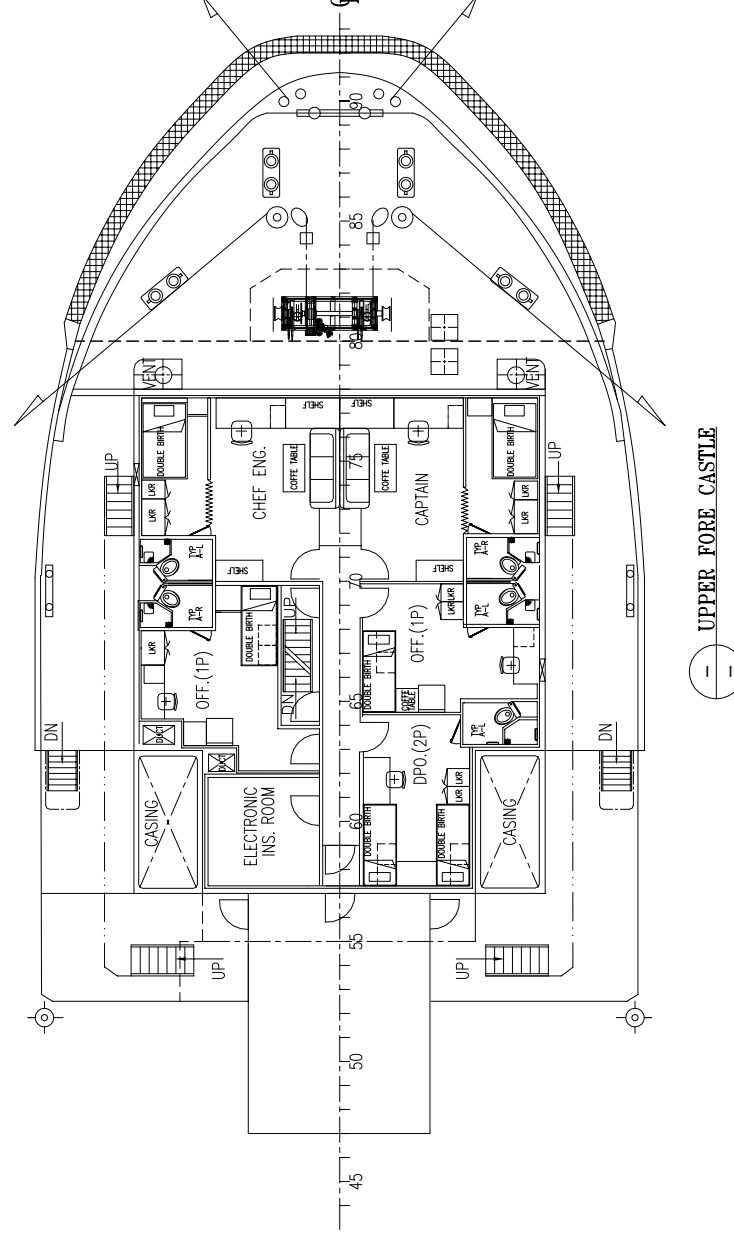 90
85
80
VENT
VENT
SHELF
SHELF
DOUBLE BIRTH
DOUBLE BIRTH
UP
UP
CHEF ENG.
COFFE TABLE
75
COFFE TABLE
CAPTAIN
LKR
LKR
LKR
LKR
TYP A-L
TYP A-R
SHELF
SHELF
70
TYP A-R
TYP A-L
LKR
LKR
LKR
DOUBLE BIRTH
UP
DN
OFF.(1P)
OFF.(1P)
DOUBLE BIRTH
COFFE
TABLE
65
DN
DN
DUCT
DUCT
TYP A-L
DPO.(2P)
LKR
LKR
CASING
CASING
ELECTRONIC
INS. ROOM
60
DOUBLE BIRTH
DOUBLE BIRTH
55
UP
UP
50
45
UPPER FORE CASTLE